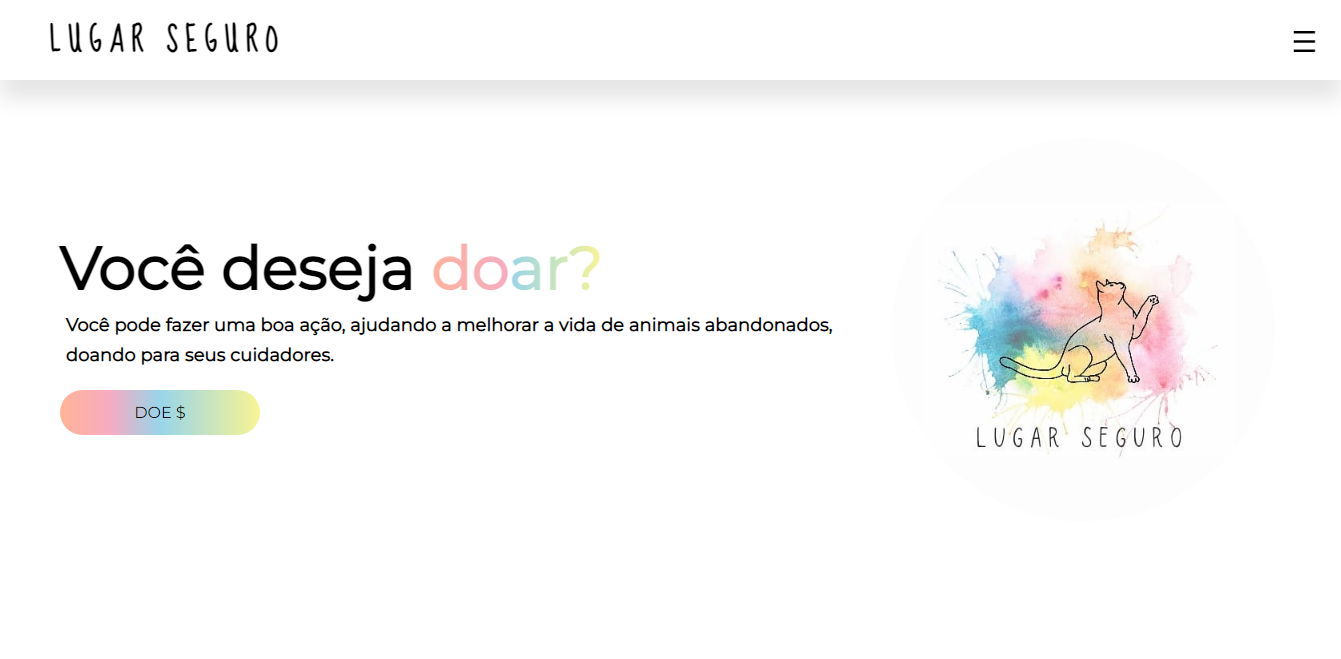 LUGAR SEGURO
Você deseja doar?
Você pode fazer uma boa ação, ajudando a melhorar a vida de animais abandonados,
doando para seus cuidadores.
DOE $
LUGAR SEGURO